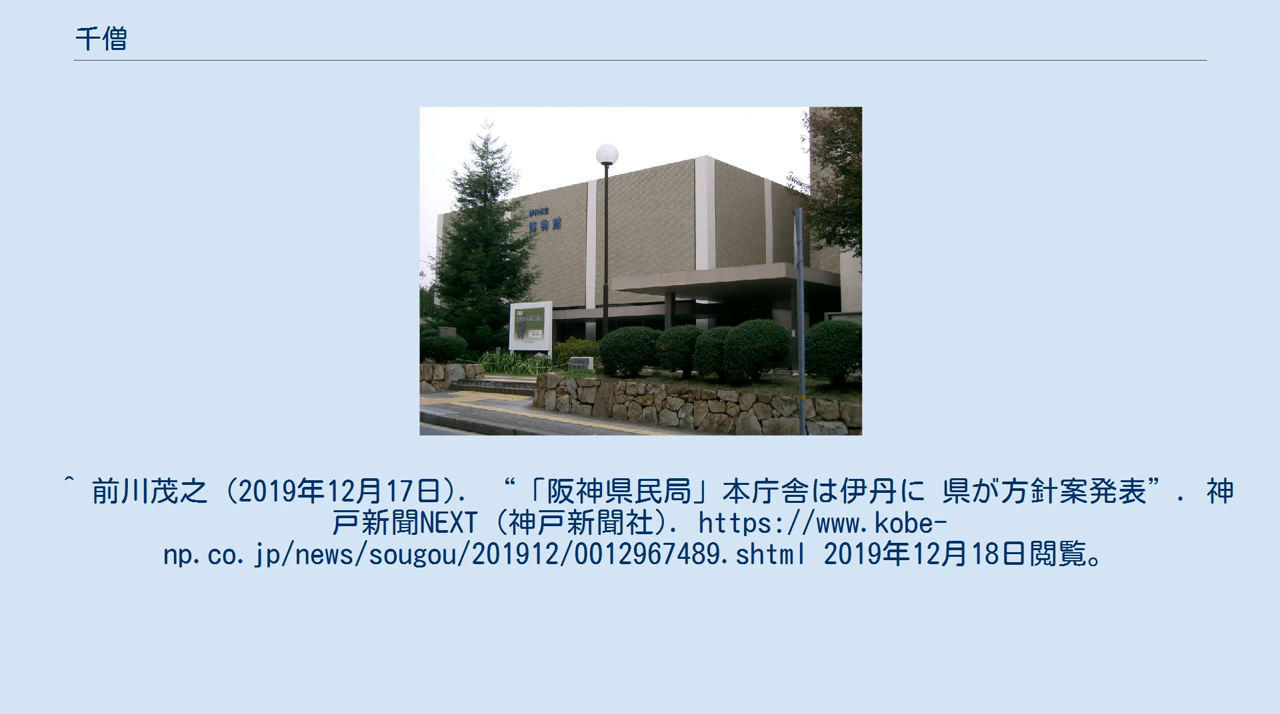 千僧
博物館
^ 前川茂之（2019年12月17日）. “「阪神県民局」本庁舎は伊丹に 県が方針案発表”. 神
戸新聞NEXT（神戸新聞社）. https://www.kobe-
np.co.jp/news/sougou/201912/0012967489.shtml 2019年12月18日閲覧。